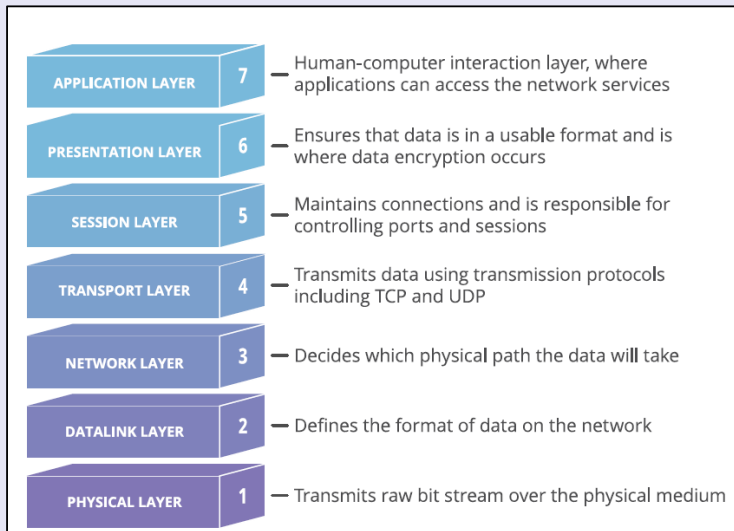 APPLICATION LAYER 7
Human-computer interaction layer, where
applications can access the network services
PRESENTATION LAYER 6
Ensures that data is in a usable format and is
where data encryption occurs
SESSION LAYER 5
Maintains connections and is responsible for
controlling ports and sessions
TRANSPORT LAYER 4
Transmits data using transmission protocols
including TCP and UDP
NETWORK LAYER 3
Decides which physical path the data will take
DATALINK LAYER 2
Defines the format of data on the network
PHYSICAL LAYER 1
Transmits raw bit stream over the physical medium